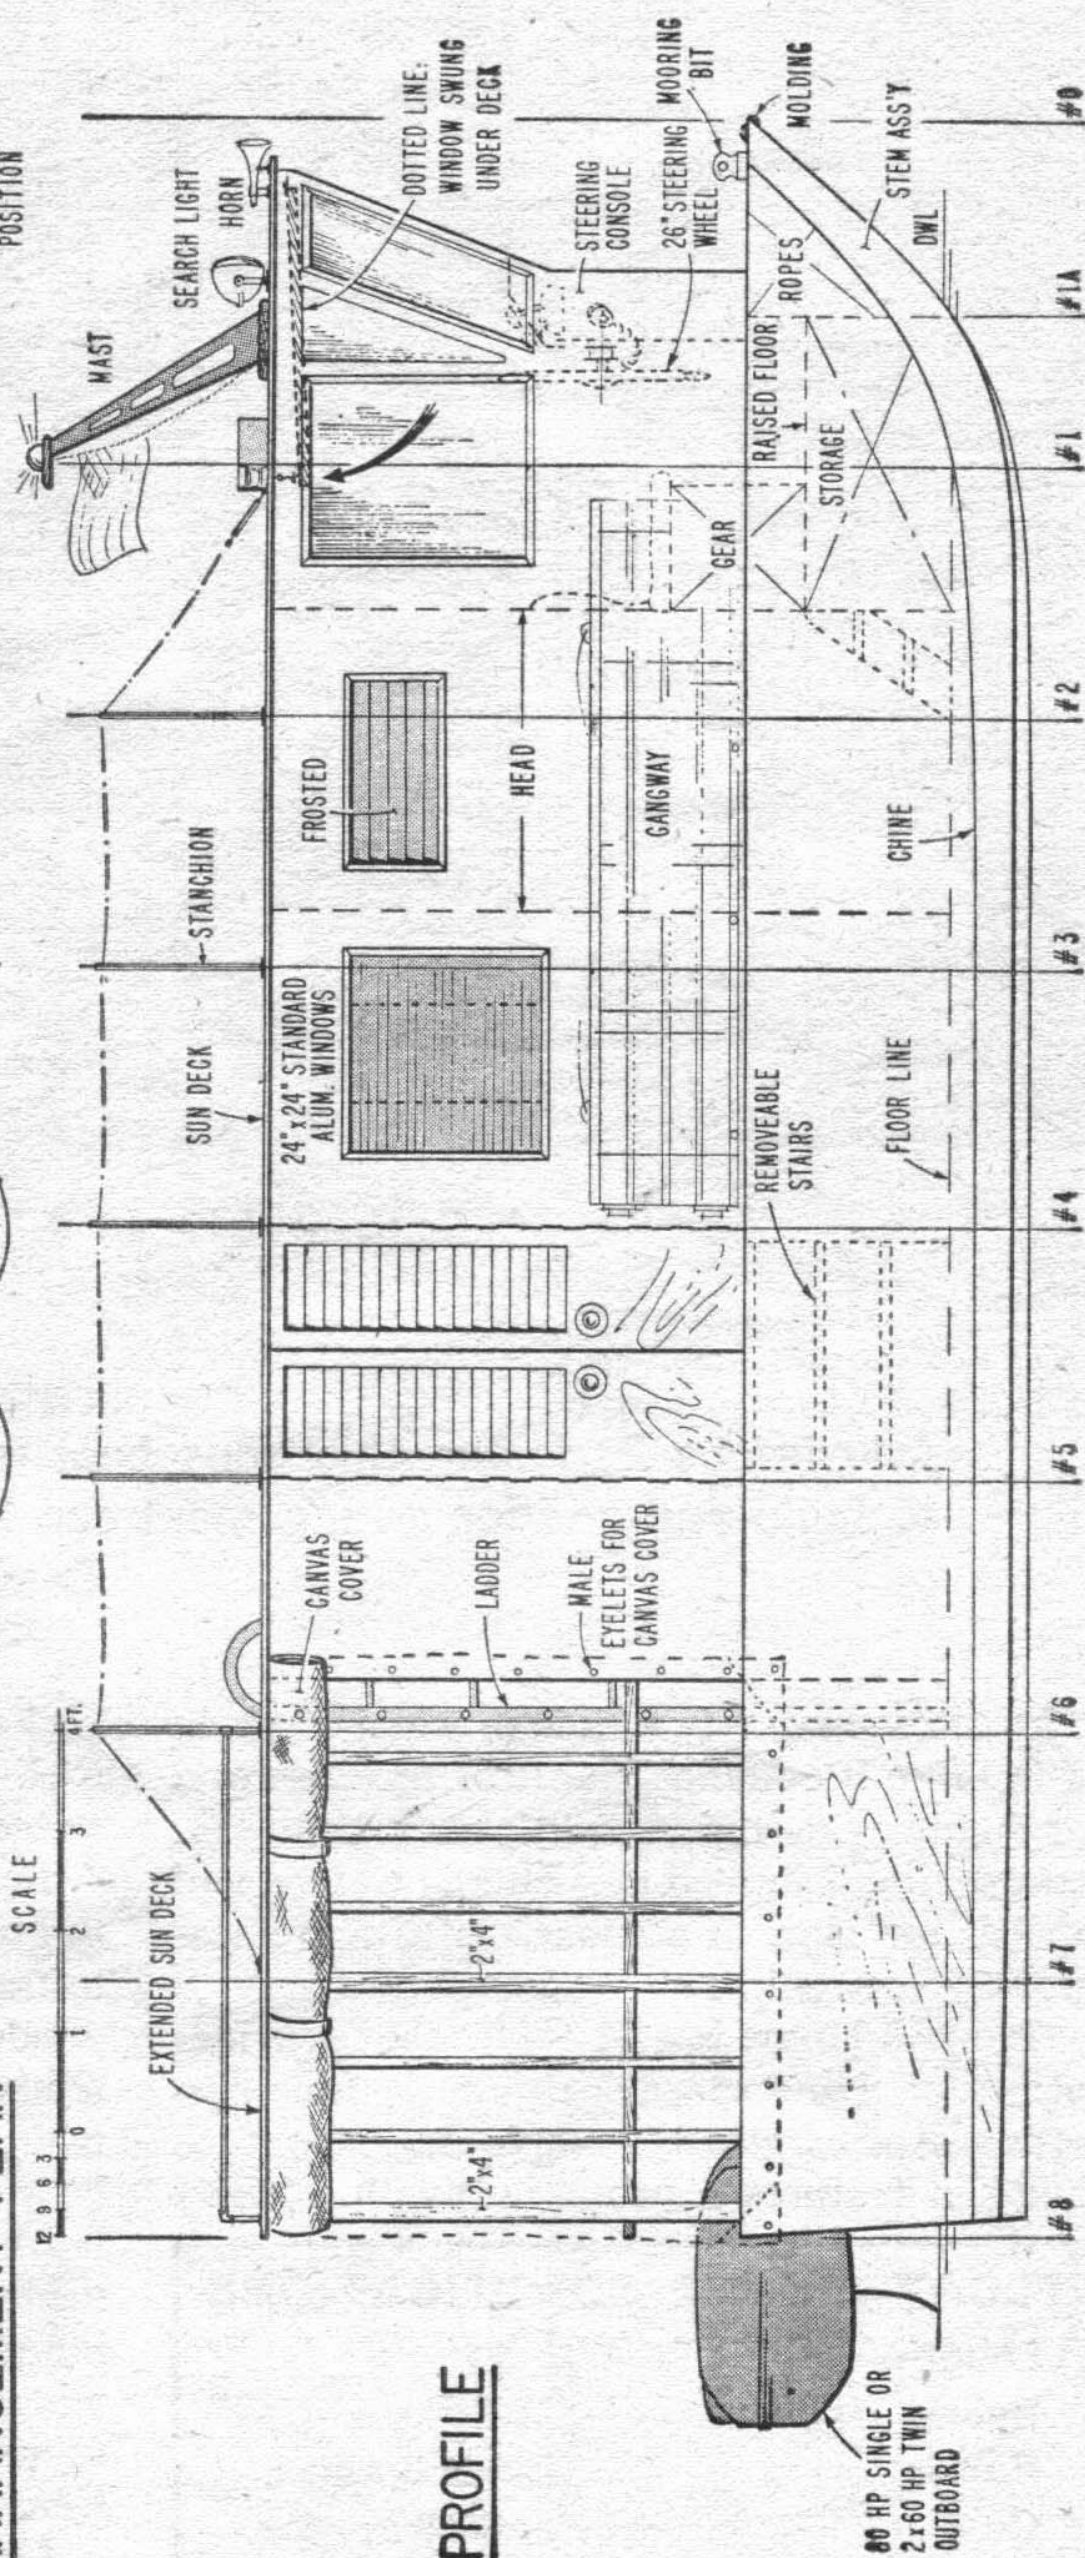 POSITION
SCALE
12 9 6 3 0 1 2 3 4 FT.
MAST
SEARCH LIGHT
HORN
DOTTED LINE:
WINDOW SWUNG
UNDER DECK
EXTENDED SUN DECK
SUN DECK
STANCHION
CANVAS
COVER
24"x24" STANDARD
ALUM. WINDOWS
FROSTED
STEERING
CONSOLE
26" STEERING
WHEEL
MOORING
BIT
MOLDING
LADDER
HEAD
2"x4"
2"x4"
MALE
EYELETS FOR
CANVAS COVER
GANGWAY
GEAR
RAISED FLOOR
ROPES
STORAGE
STEM ASS'Y
DWL
REMOVEABLE
STAIRS
FLOOR LINE
CHINE
PROFILE
80 HP SINGLE OR
2x60 HP TWIN
OUTBOARD
#8 #7 #6 #5 #4 #3 #2 #1 #1A #0